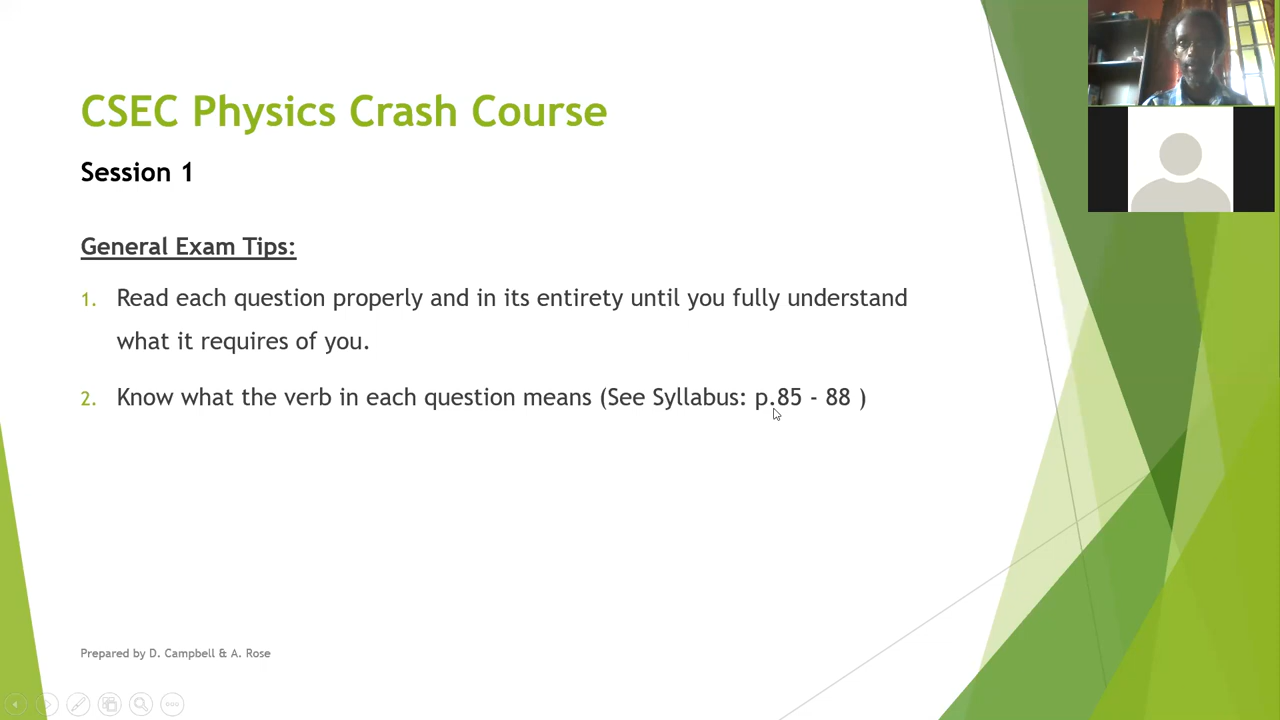 CSEC Physics Crash Course
Session 1
General Exam Tips:
1. Read each question properly and in its entirety until you fully understand
what it requires of you.
2. Know what the verb in each question means (See Syllabus: p.85 - 88 )
Prepared by D. Campbell & A. Rose